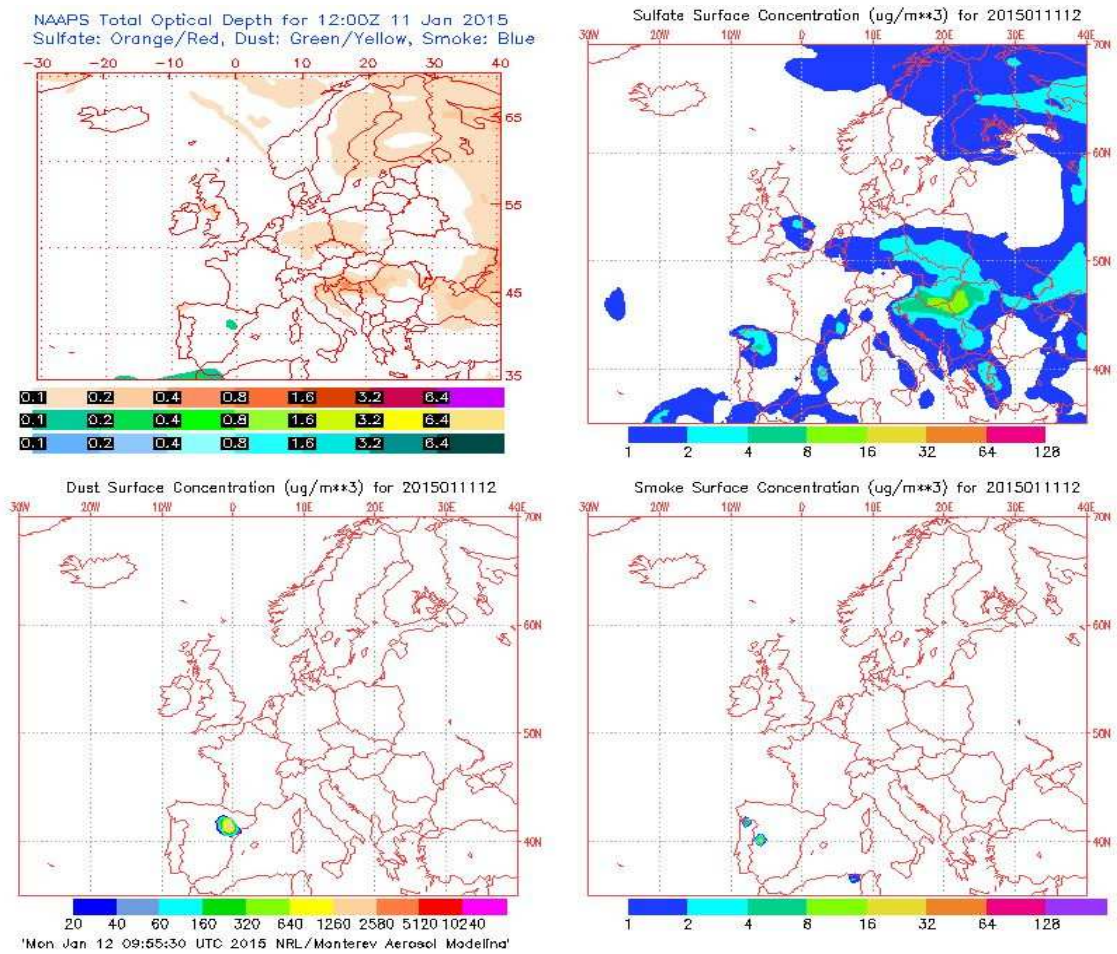 NAAPS Total Optical Depth for 12:00Z 11 Jan 2015
Sulfate: Orange/Red, Dust: Green/Yellow, Smoke: Blue
-30 -20 -10 0 10 20 30 40
65
55
45
35
0.1 0.2 0.4 0.8 1.6 3.2 6.4
0.1 0.2 0.4 0.8 1.6 3.2 6.4
0.1 0.2 0.4 0.8 1.6 3.2 6.4
Sulfate Surface Concentration (ug/m**3) for 2015011112
30W 20W 10W 0 10E 20E 30E 40E
70N
60N
50N
40N
1 2 4 8 16 32 64 128
Dust Surface Concentration (ug/m**3) for 2015011112
30W 20W 10W 0 10E 20E 30E 40E
70N
60N
50N
40N
20 40 60 160 320 640 1260 2580 5120 10240
'Mon Jan 12 09:55:30 UTC 2015 NRL/Monterey Aerosol Modeling'
Smoke Surface Concentration (ug/m**3) for 2015011112
30W 20W 10W 0 10E 20E 30E 40E
70N
60N
50N
40N
1 2 4 8 16 32 64 128